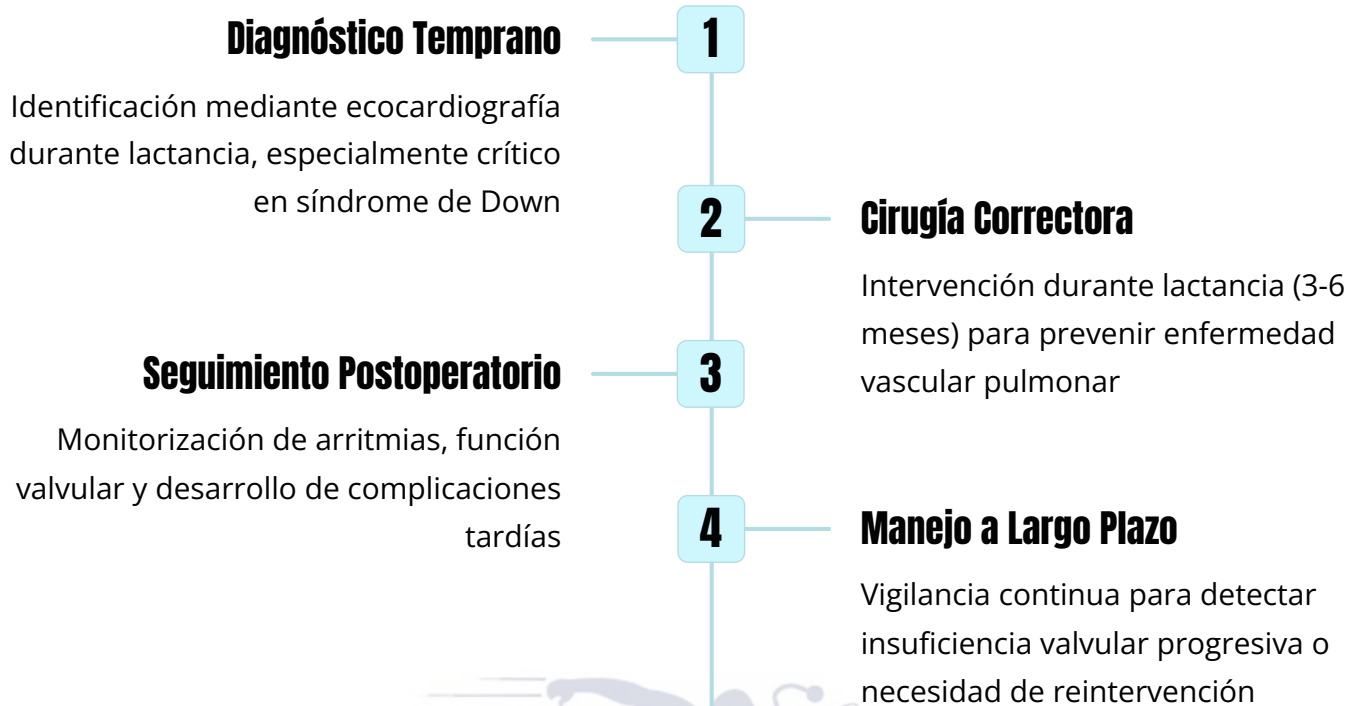 Diagnóstico Temprano
1
Identificación mediante ecocardiografía
durante lactancia, especialmente crítico
en síndrome de Down
2
Cirugía Correctora
Intervención durante lactancia (3-6
meses) para prevenir enfermedad
vascular pulmonar
Seguimiento Postoperatorio
3
Monitorización de arritmias, función
valvular y desarrollo de complicaciones
tardías
4
Manejo a Largo Plazo
Vigilancia continua para detectar
insuficiencia valvular progresiva o
necesidad de reintervención